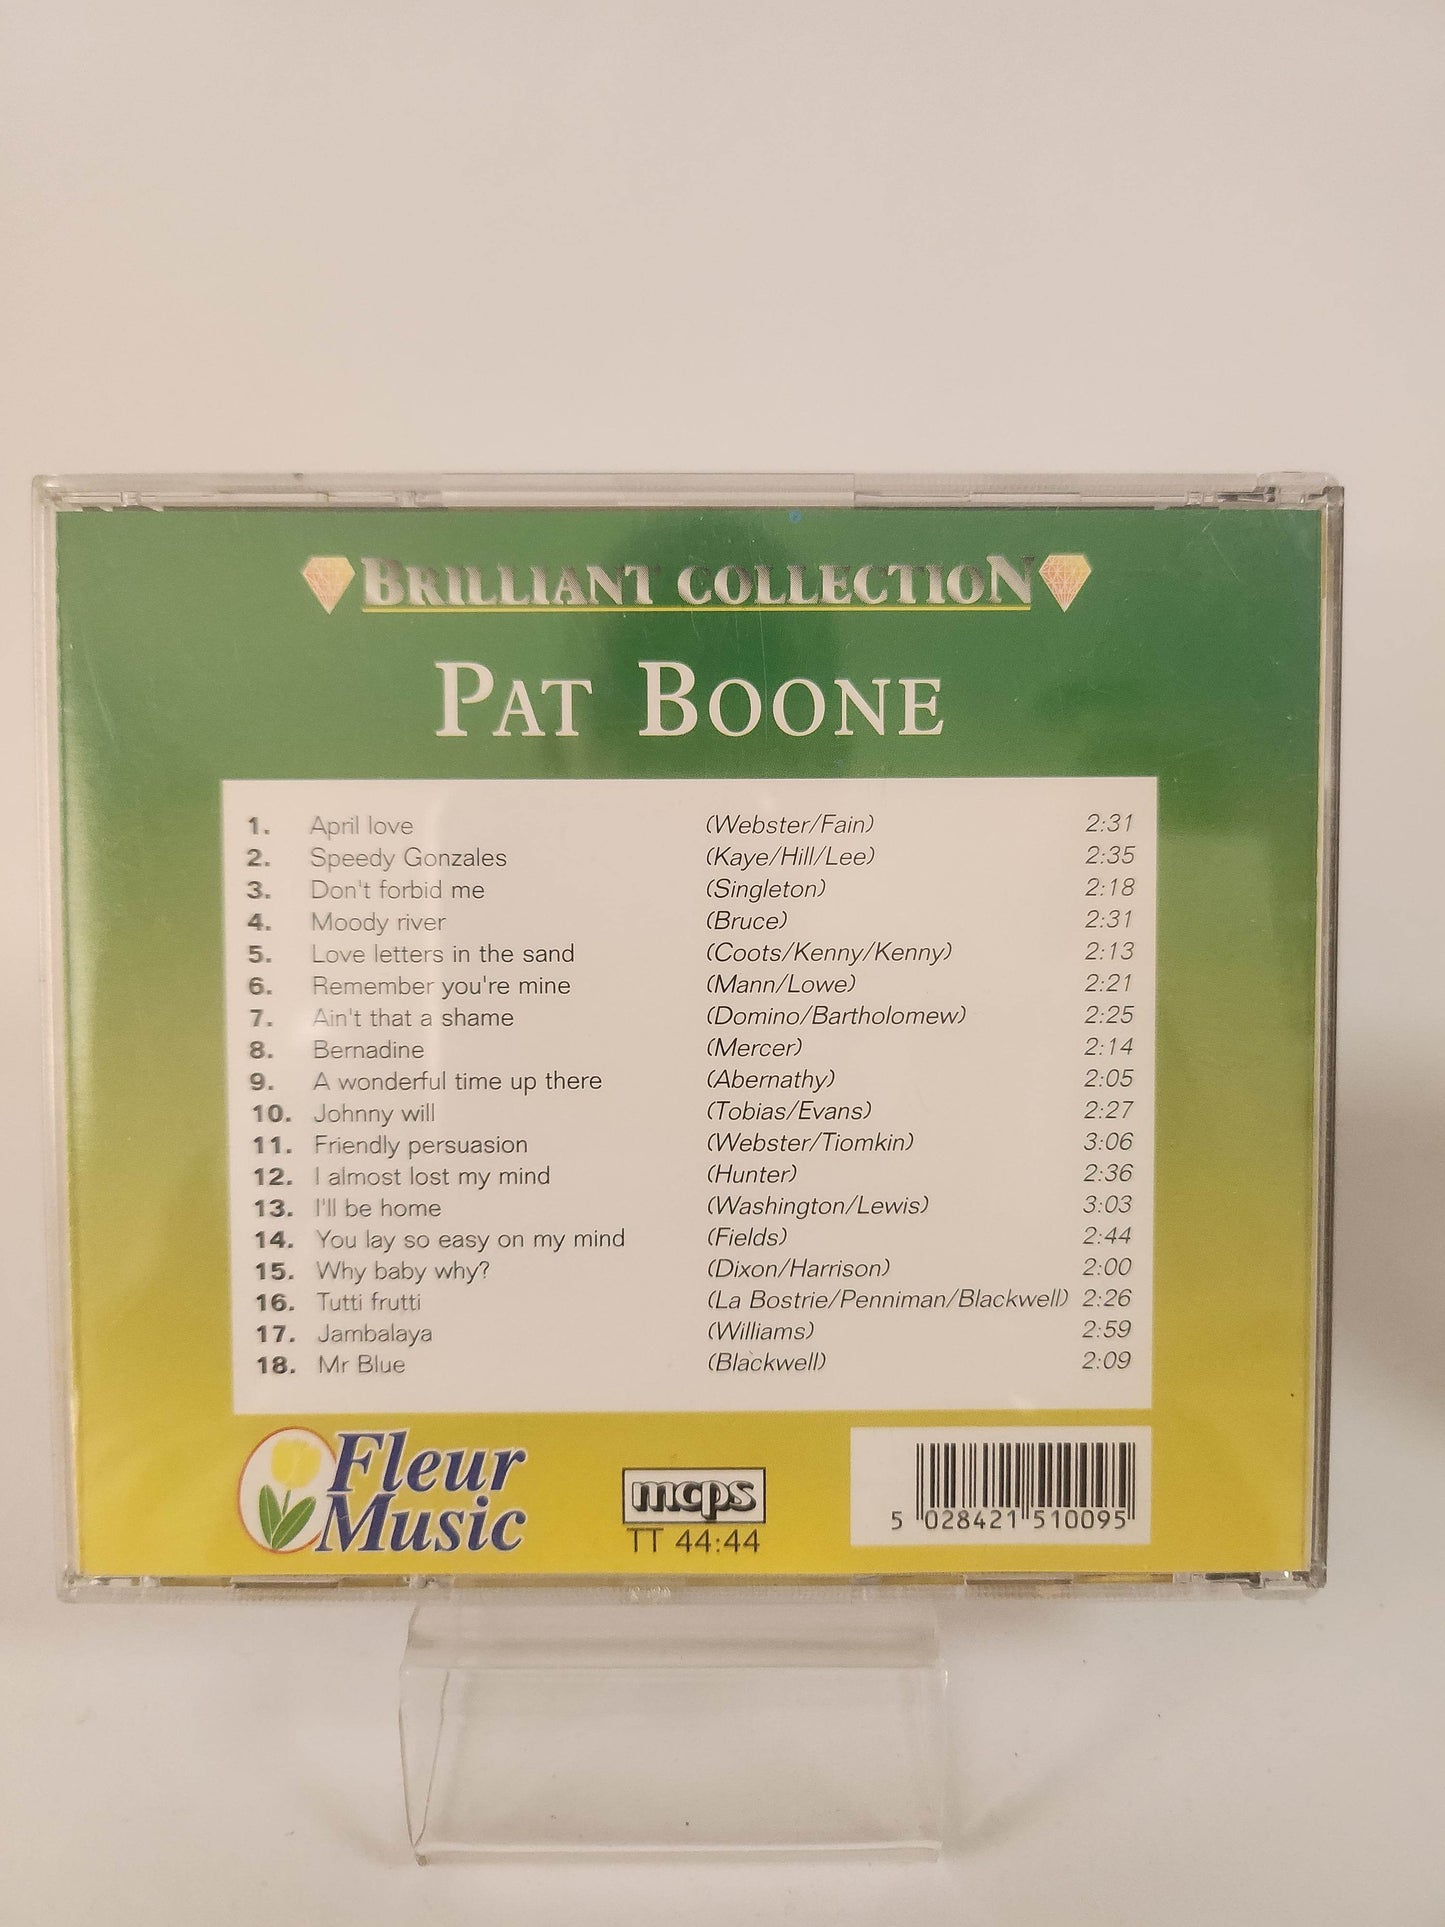 BRILLIANT COLLECTION
PAT BOONE
1. April love (Webster/Fain) 2:31
2. Speedy Gonzales (Kaye/Hill/Lee) 2:35
3. Don't forbid me (Singleton) 2:18
4. Moody river (Bruce) 2:31
5. Love letters in the sand (Coots/Kenny/Kenny) 2:13
6. Remember you're mine (Mann/Lowe) 2:21
7. Ain't that a shame (Domino/Bartholomew) 2:25
8. Bernadine (Mercer) 2:14
9. A wonderful time up there (Abernathy) 2:05
10. Johnny will (Tobias/Evans) 2:27
11. Friendly persuasion (Webster/Tiomkin) 3:06
12. I almost lost my mind (Hunter) 2:36
13. I'll be home (Washington/Lewis) 3:03
14. You lay so easy on my mind (Fields) 2:44
15. Why baby why? (Dixon/Harrison) 2:00
16. Tutti frutti (La Bostrie/Penniman/Blackwell) 2:26
17. Jambalaya (Williams) 2:59
18. Mr Blue (Blackwell) 2:09
Fleur
Music
mcps
TT 44:44
5 028421 510095